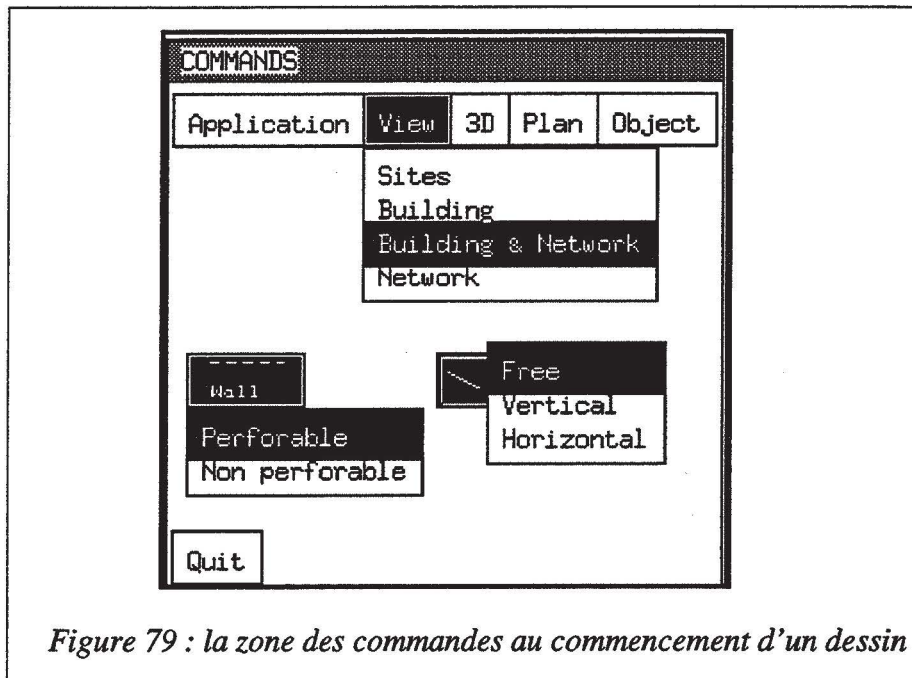 COMMANDS
Application View 3D Plan Object
Sites
Building
Building & Network
Network
Wall
Perforable
Non perforable
Free
Vertical
Horizontal
Quit
Figure 79 : la zone des commandes au commencement d'un dessin